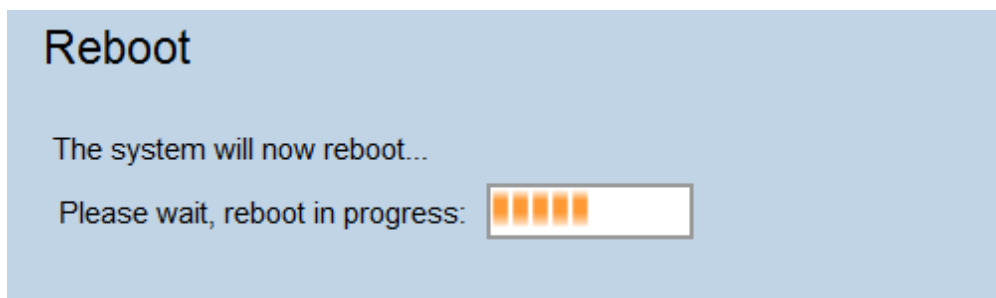 Reboot
The system will now reboot...
Please wait, reboot in progress: